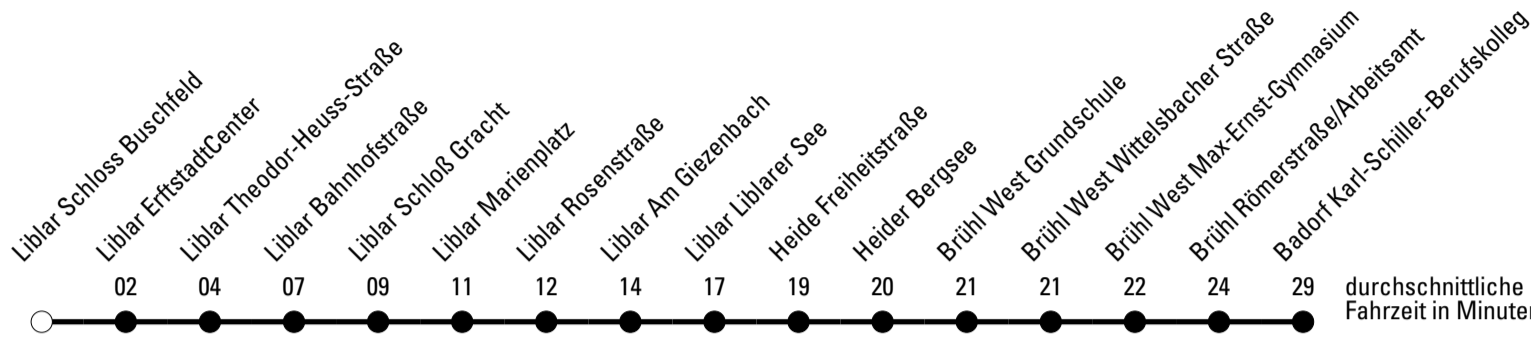 Liblar Schloss Buschfeld
Liblar ErftstadtCenter
Liblar Theodor-Heuss-Straße
Liblar Bahnhofstraße
Liblar Schloß Gracht
Liblar Marienplatz
Liblar Rosenstraße
Liblar Am Giezenbach
Liblar Liblarer See
Heide Freiheitstraße
Heider Bergsee
Brühl West Grundschule
Brühl West Wittelsbacher Straße
Brühl West Max-Ernst-Gymnasium
Brühl Römerstraße/Arbeitsamt
Badorf Karl-Schiller-Berufskolleg
02 04 07 09 11 12 14 17 19 20 21 21 22 24 29
durchschnittliche
Fahrzeit in Minuten